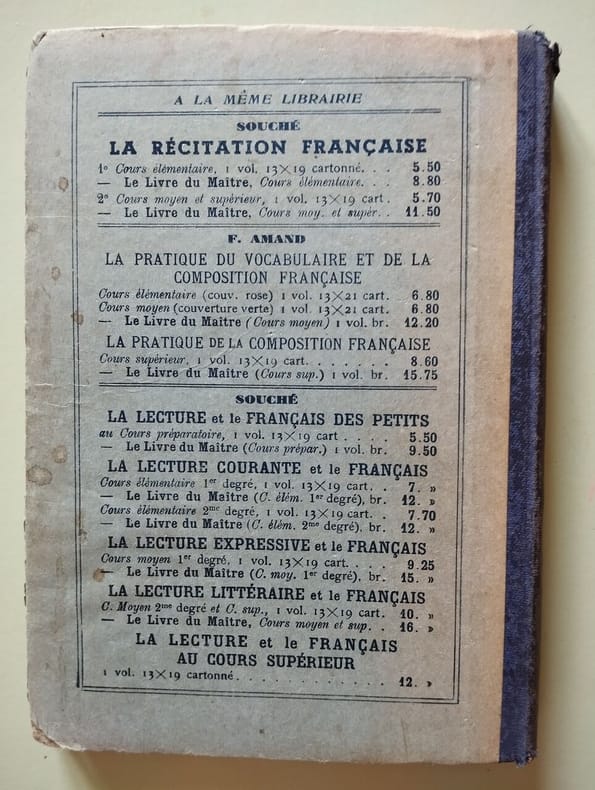 A LA MÊME LIBRAIRIE
SOUCHÉ
LA RÉCITATION FRANÇAISE
1º Cours élémentaire, 1 vol. 13×19 cartonné. . . 5.50
— Le Livre du Maître, Cours élémentaire. . . 8.80
2º Cours moyen et supérieur, 1 vol. 13×19 cart. 5.70
— Le Livre du Maître, Cours moy. et supér. . 11.50
F. AMAND
LA PRATIQUE DU VOCABULAIRE ET DE LA
COMPOSITION FRANÇAISE
Cours élémentaire (couv. rose) 1 vol. 13×21 cart. 6.80
Cours moyen (couverture verte) 1 vol. 13×21 cart. 6.80
— Le Livre du Maître (Cours moyen) 1 vol. br. 12.20
LA PRATIQUE DE LA COMPOSITION FRANÇAISE
Cours supérieur, 1 vol. 13×19 cart. . . . . . . 8.60
— Le Livre du Maître (Cours sup.) 1 vol. br. 15.75
SOUCHÉ
LA LECTURE et le FRANÇAIS DES PETITS
au Cours préparatoire, 1 vol. 13×19 cart . . . . 5.50
— Le Livre du Maître (Cours prépar.) 1 vol. br. 9.50
LA LECTURE COURANTE et le FRANÇAIS
Cours élémentaire 1er degré, 1 vol. 13×19 cart. . 7. »
— Le Livre du Maître (C. élém. 1er degré), br. 12. »
Cours élémentaire 2me degré, 1 vol. 13×19 cart. . 7.70
— Le Livre du Maître (C. élém. 2me degré), br. 12. »
LA LECTURE EXPRESSIVE et le FRANÇAIS
Cours moyen 1er degré, 1 vol. 13×19 cart. . . . 9.25
— Le Livre du Maître (C. moy. 1er degré), br. 15. »
LA LECTURE LITTÉRAIRE et le FRANÇAIS
C. Moyen 2me degré et C. sup., 1 vol. 13×19 cart. 10. »
— Le Livre du Maître, Cours moyen et sup. . 16. »
LA LECTURE et le FRANÇAIS
AU COURS SUPÉRIEUR
1 vol. 13×19 cartonné . . . . . . . . . . . . 12. »